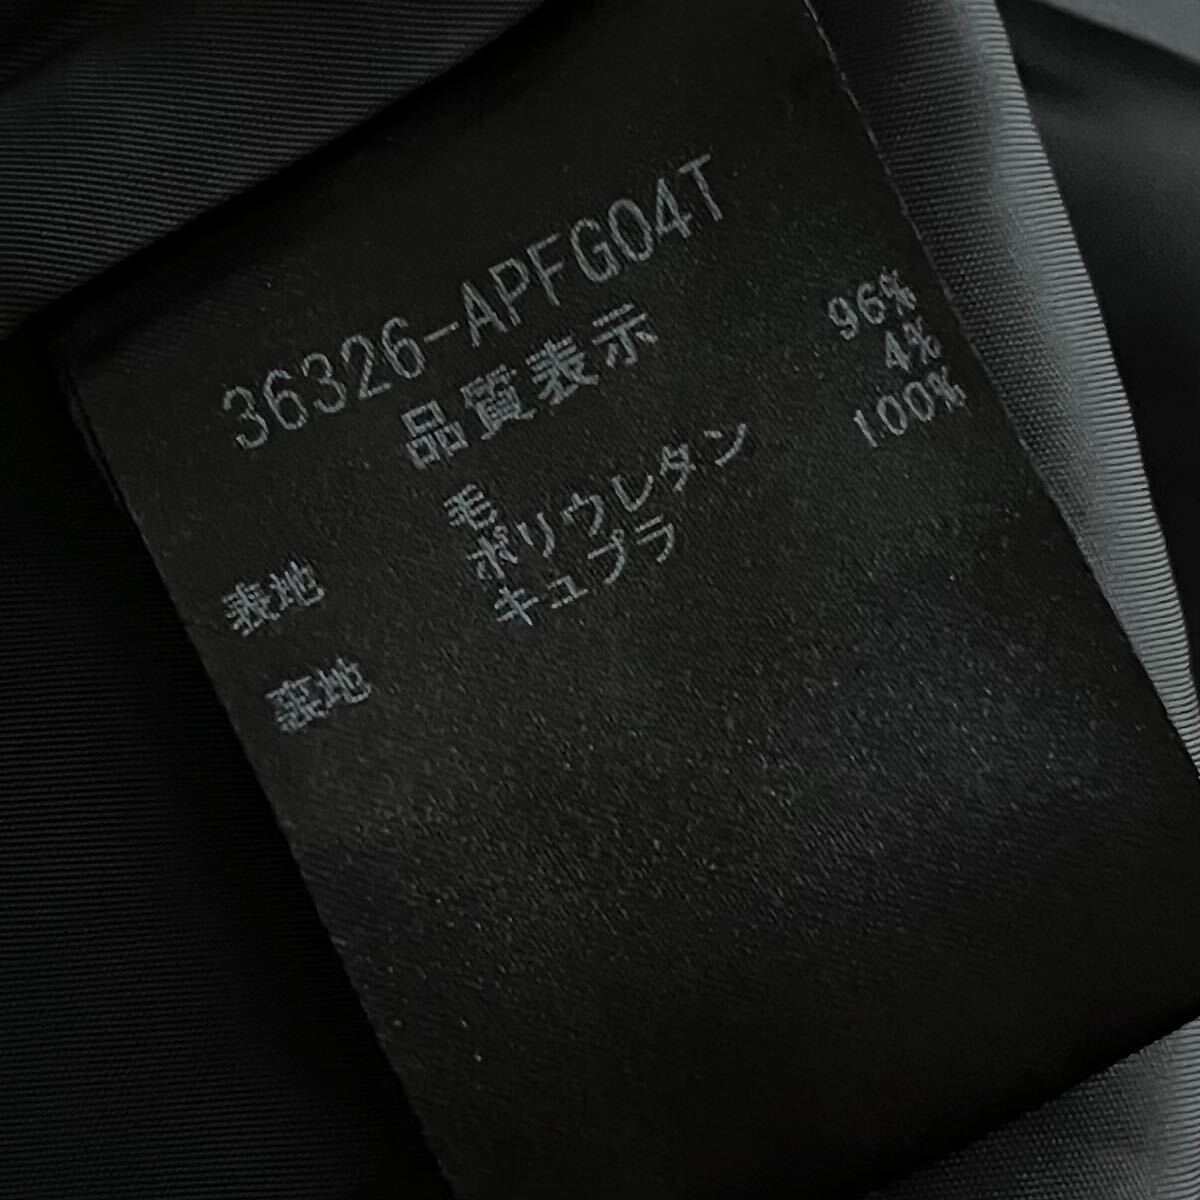 36326-APFG04T
品質表示
表地 毛 96%
ポリウレタン 4%
裏地 キュプラ 100%